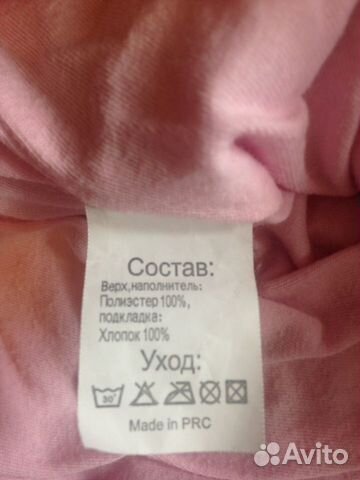 Состав:
Верх,наполнитель:
Полиэстер 100%,
подкладка:
Хлопок 100%
Уход:
30°
Made in PRC
Avito